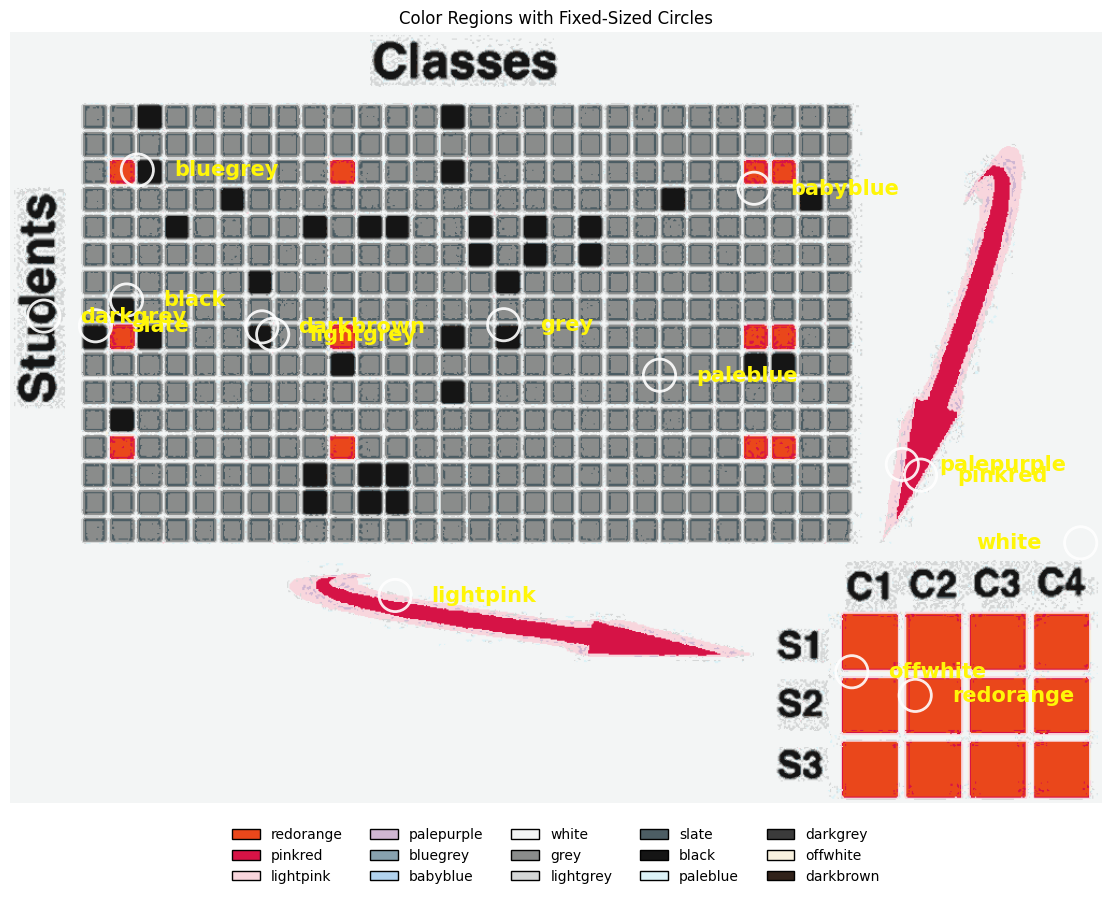 Color Regions with Fixed-Sized Circles
Classes
Students
bluegrey
babyblue
black
darkgrey
slate
darkbrown
lightgrey
grey
paleblue
palepurple
pinkred
white
lightpink
C1 C2 C3 C4
S1
offwhite
S2
redorange
S3
redorange palepurple white slate darkgrey
pinkred bluegrey grey black offwhite
lightpink babyblue lightgrey paleblue darkbrown